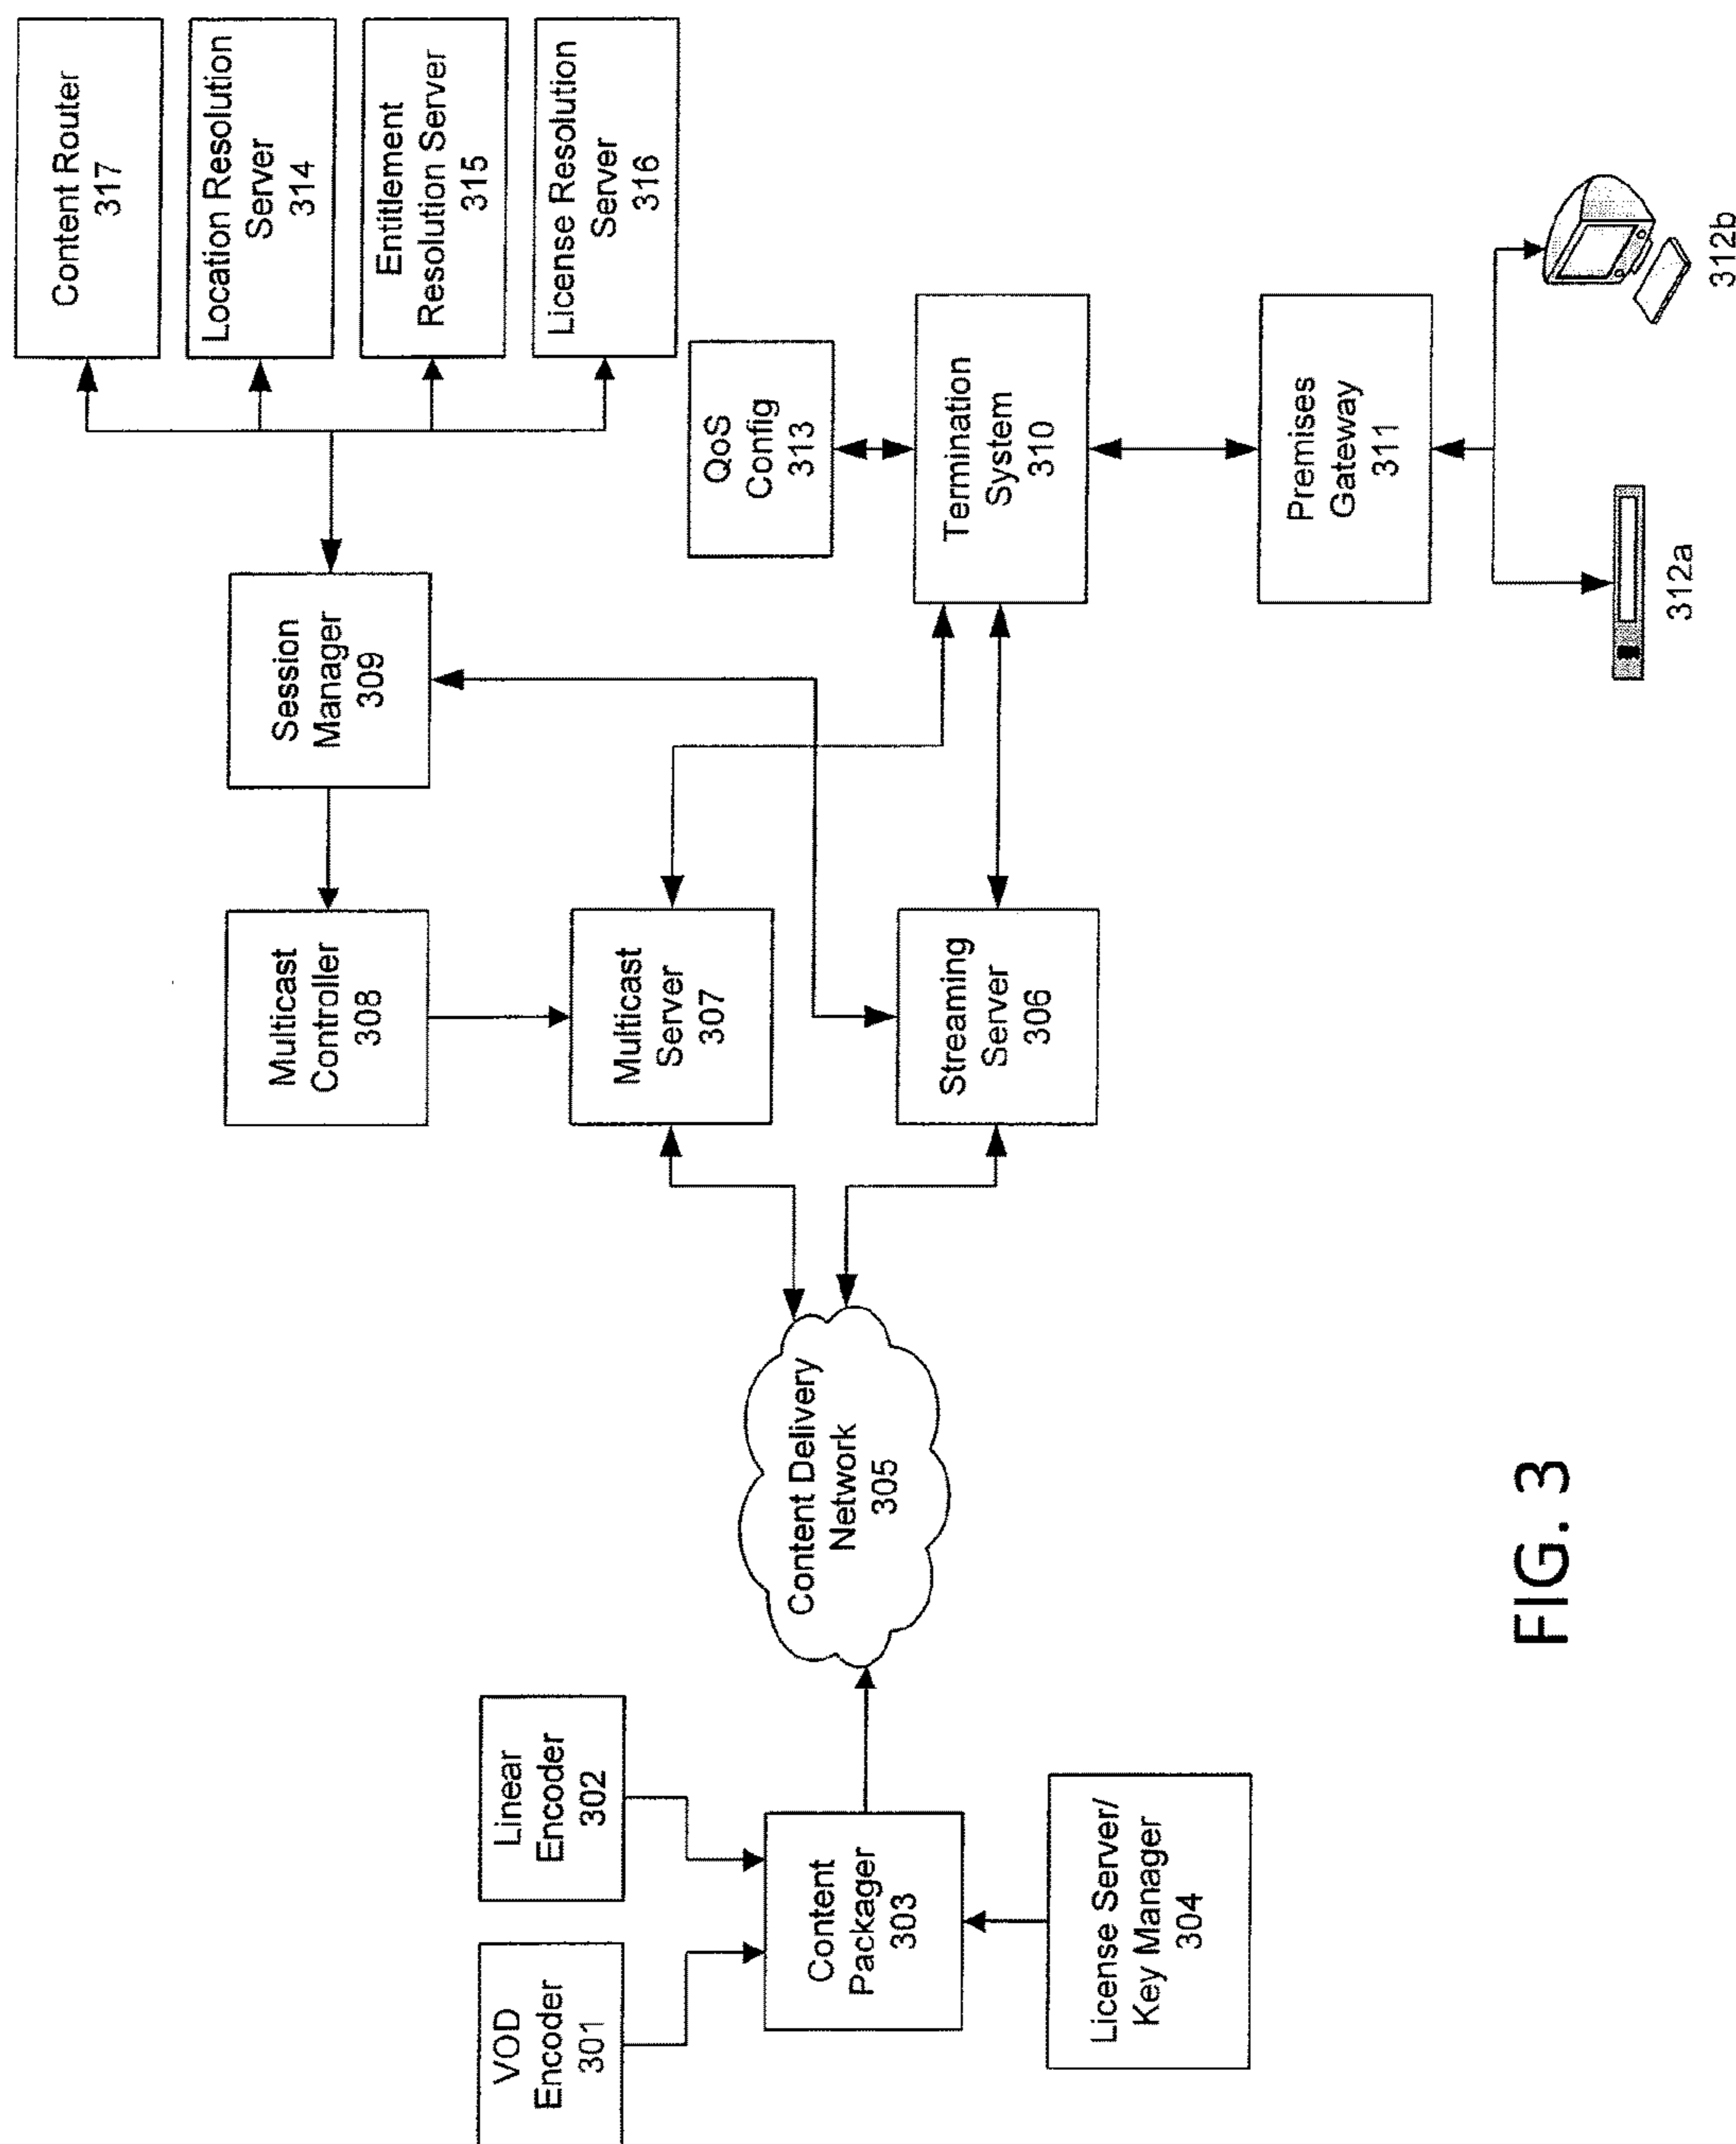 VOD
Encoder
301
Linear
Encoder
302
Content
Packager
303
License Server/
Key Manager
304
Content Delivery
Network
305
Multicast
Controller
308
Multicast
Server
307
Streaming
Server
306
Session
Manager
309
Content Router
317
Location Resolution
Server
314
Entitlement
Resolution Server
315
License Resolution
Server
316
QoS
Config
313
Termination
System
310
Premises
Gateway
311
312a
312b
FIG. 3